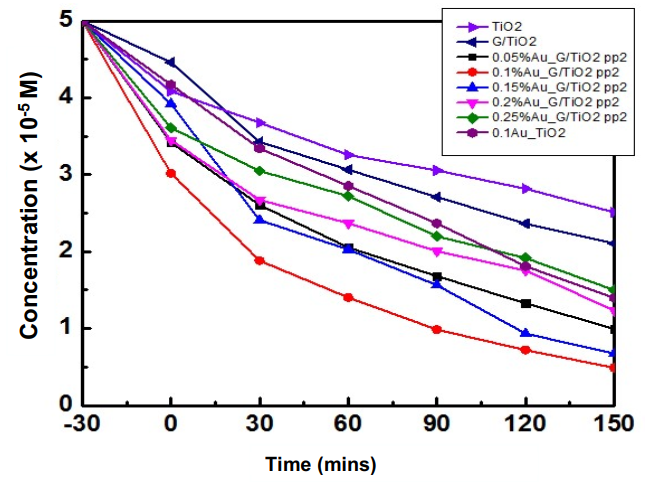 5
4
3
2
1
0
Concentration (x 10-5 M)
TiO2
G/TiO2
0.05%Au_G/TiO2 pp2
0.1%Au_G/TiO2 pp2
0.15%Au_G/TiO2 pp2
0.2%Au_G/TiO2 pp2
0.25%Au_G/TiO2 pp2
0.1Au_TiO2
-30 0 30 60 90 120 150
Time (mins)